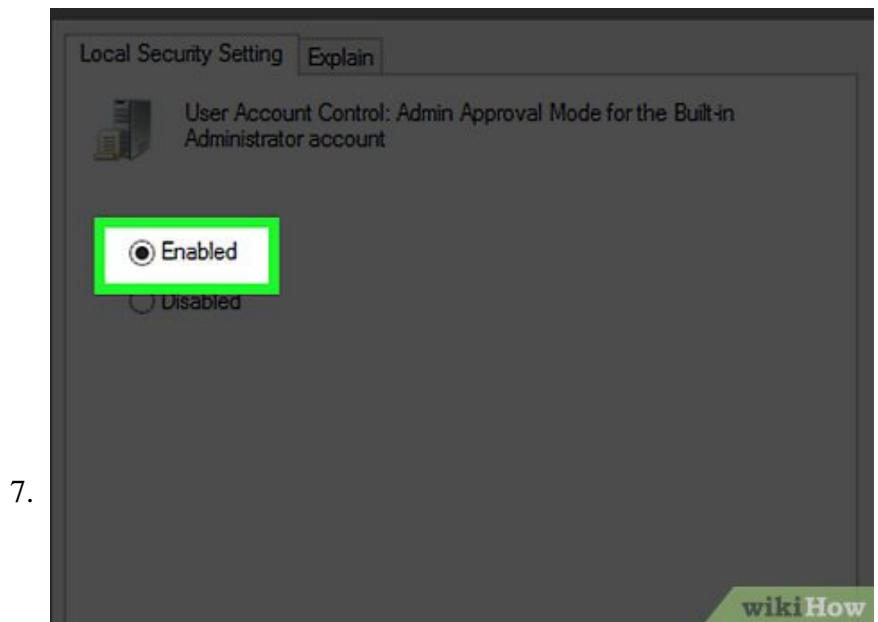 Local Security Setting Explain
User Account Control: Admin Approval Mode for the Built-in
Administrator account
Enabled
Disabled
7.
wikiHow